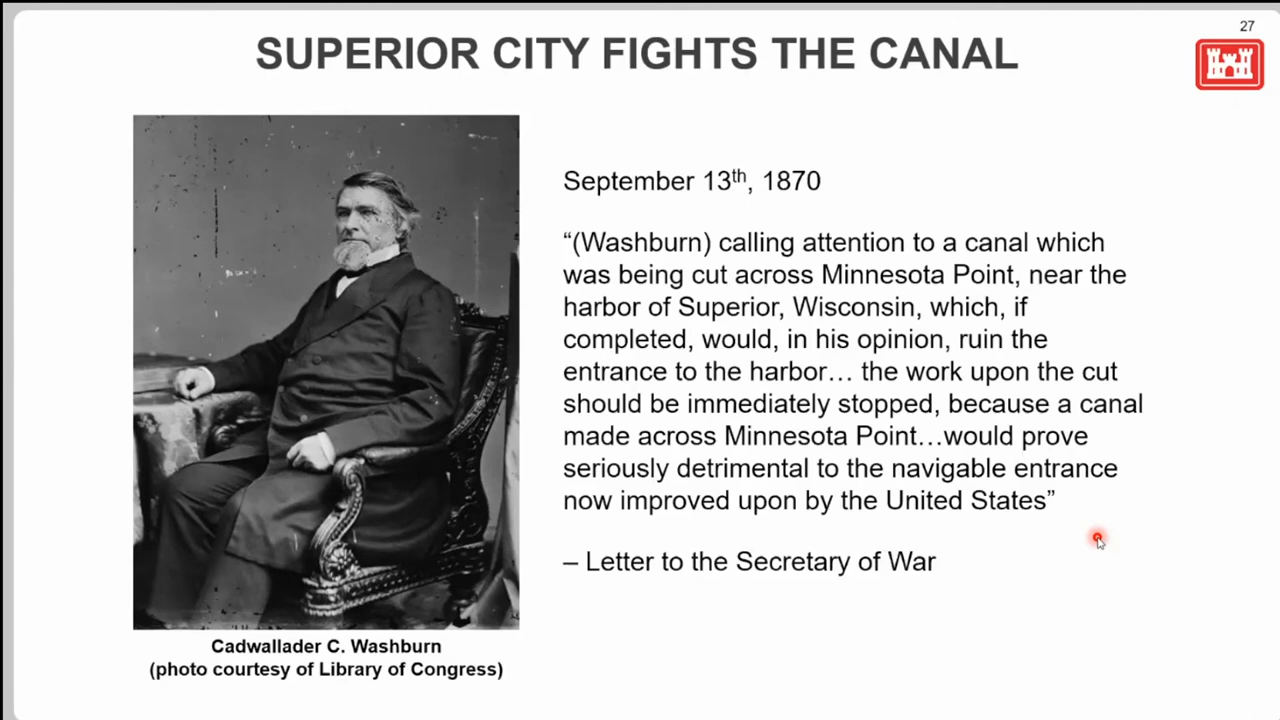 27
SUPERIOR CITY FIGHTS THE CANAL
September 13th, 1870
“(Washburn) calling attention to a canal which
was being cut across Minnesota Point, near the
harbor of Superior, Wisconsin, which, if
completed, would, in his opinion, ruin the
entrance to the harbor… the work upon the cut
should be immediately stopped, because a canal
made across Minnesota Point…would prove
seriously detrimental to the navigable entrance
now improved upon by the United States”
– Letter to the Secretary of War
Cadwallader C. Washburn
(photo courtesy of Library of Congress)